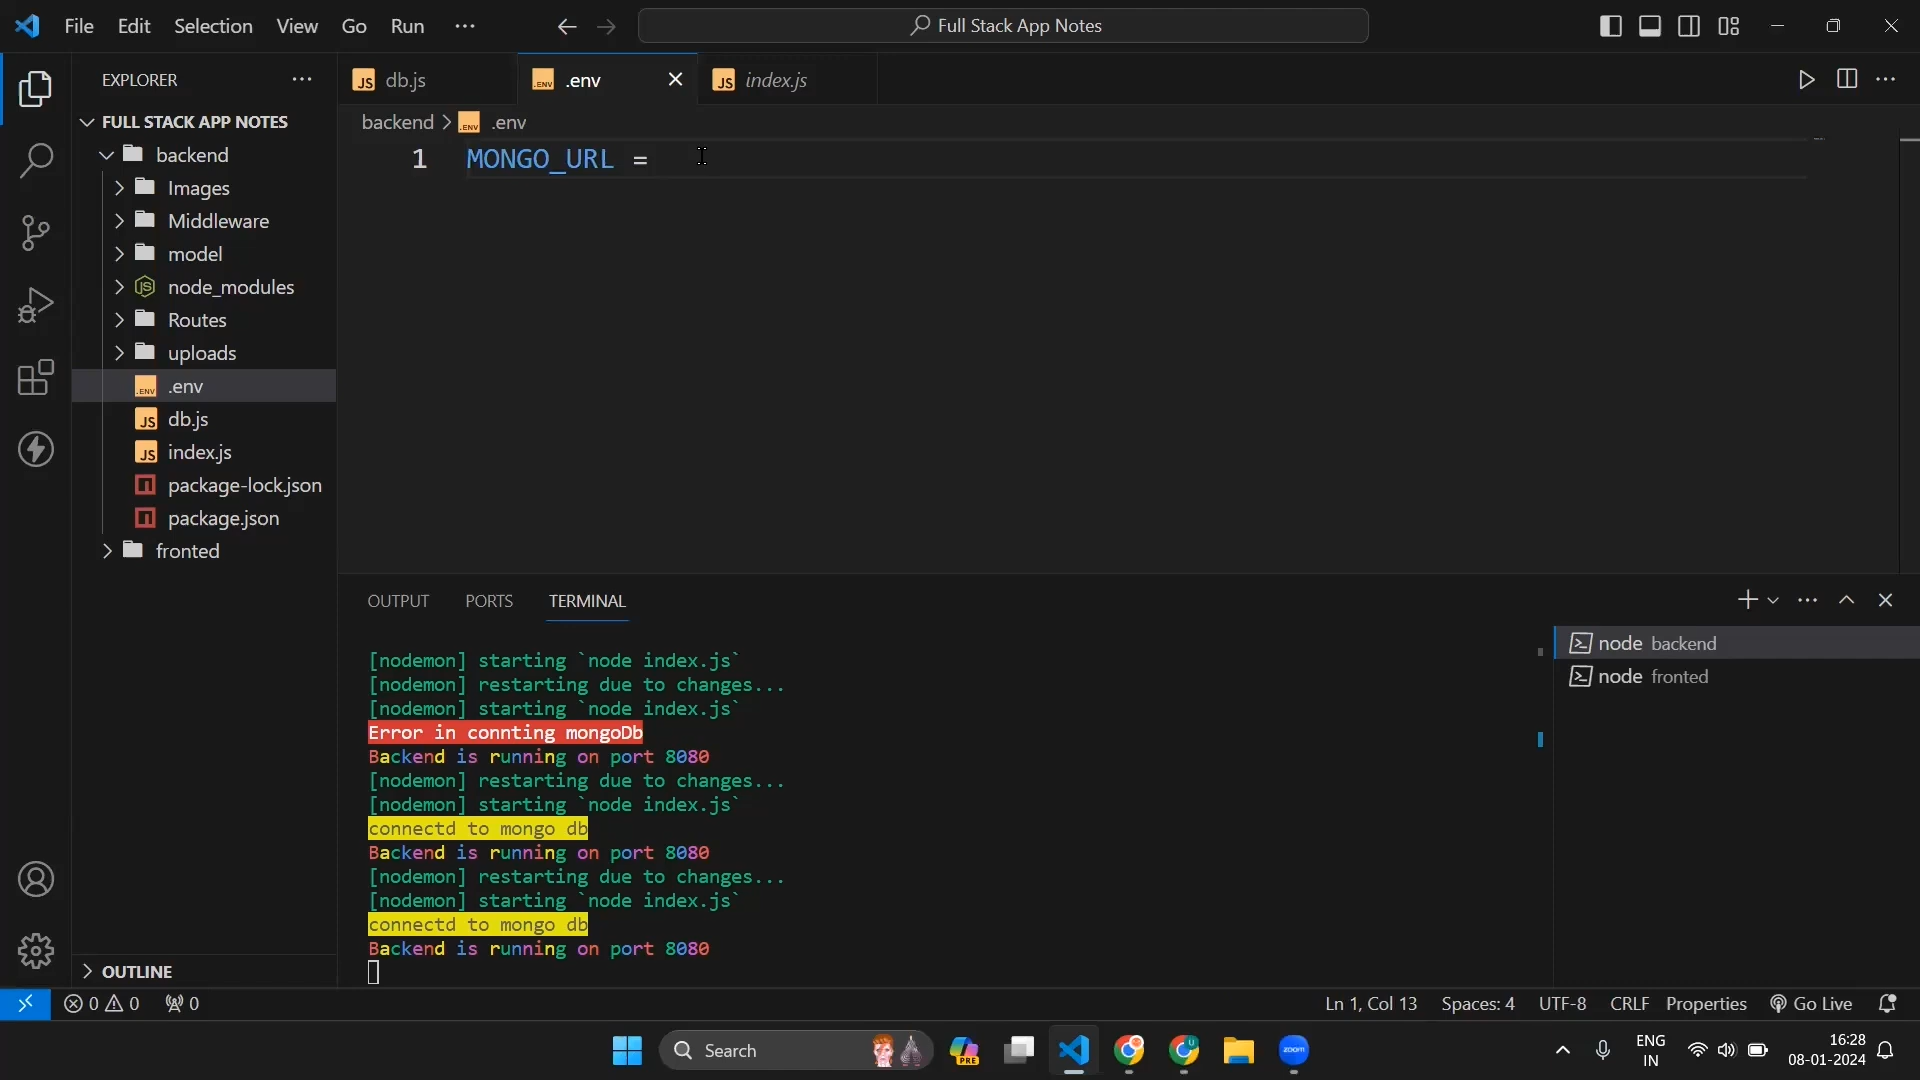 File Edit Selection View Go Run ...
Full Stack App Notes
EXPLORER
FULL STACK APP NOTES
backend
Images
Middleware
model
node_modules
Routes
uploads
.env
db.js
index.js
package-lock.json
package.json
fronted
OUTLINE
db.js .env index.js
backend > .env
1 MONGO_URL =
OUTPUT PORTS TERMINAL
[nodemon] starting `node index.js`
[nodemon] restarting due to changes...
[nodemon] starting `node index.js`
Error in connting mongoDb
Backend is running on port 8080
[nodemon] restarting due to changes...
[nodemon] starting `node index.js`
connectd to mongo db
Backend is running on port 8080
[nodemon] restarting due to changes...
[nodemon] starting `node index.js`
connectd to mongo db
Backend is running on port 8080
node backend
node fronted
0 0 0
Ln 1, Col 13 Spaces: 4 UTF-8 CRLF Properties Go Live
Search
PRE
zoom
ENG
IN
16:28
08-01-2024